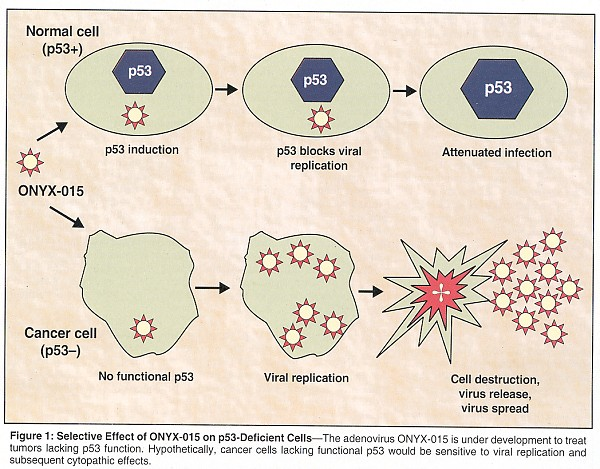 Normal cell
(p53+)
p53
p53
p53
p53 induction
p53 blocks viral
replication
Attenuated infection
ONYX-015
Cancer cell
(p53–)
No functional p53
Viral replication
Cell destruction,
virus release,
virus spread
Figure 1: Selective Effect of ONYX-015 on p53-Deficient Cells—The adenovirus ONYX-015 is under development to treat
tumors lacking p53 function. Hypothetically, cancer cells lacking functional p53 would be sensitive to viral replication and
subsequent cytopathic effects.